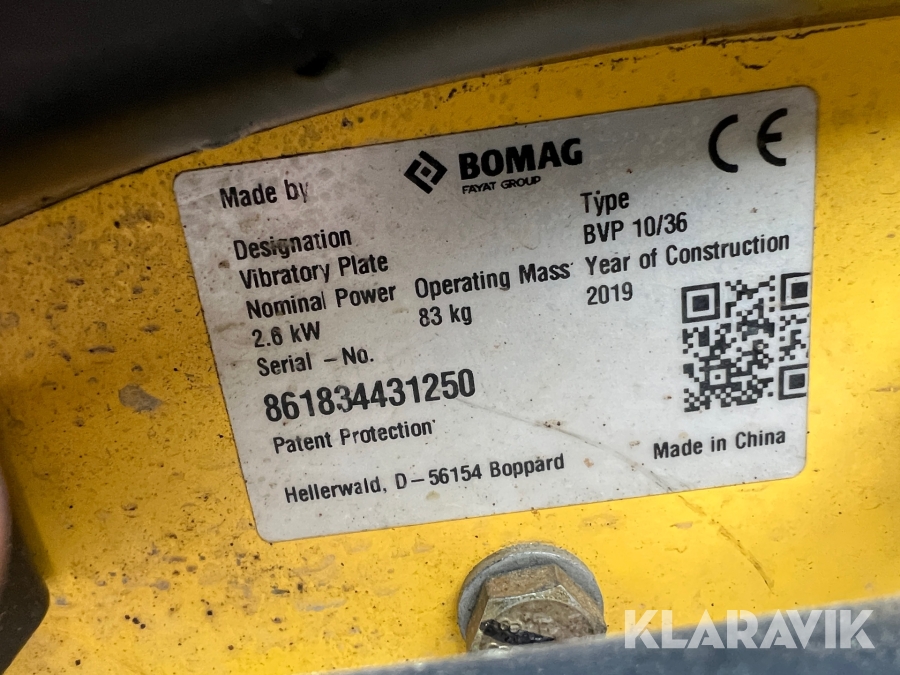 Made by
BOMAG
FAYAT GROUP
CE
Designation
Vibratory Plate
Type
BVP 10/36
Nominal Power
2.6 kW
Operating Mass
83 kg
Year of Construction
2019
Serial – No.
861834431250
Patent Protection
Hellerwald, D–56154 Boppard
Made in China
KLARAVIK